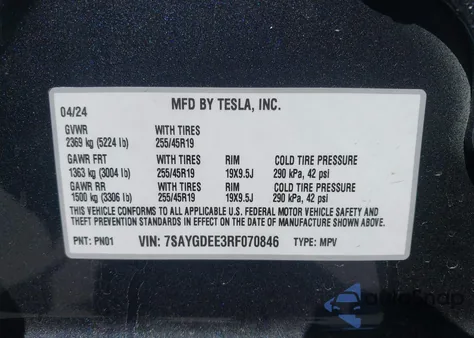 MFD BY TESLA, INC.
04/24
GVWR WITH TIRES
2369 kg (5224 lb) 255/45R19
GAWR FRT WITH TIRES RIM COLD TIRE PRESSURE
1363 kg (3004 lb) 255/45R19 19X9.5J 290 kPa, 42 psi
GAWR RR WITH TIRES RIM COLD TIRE PRESSURE
1500 kg (3306 lb) 255/45R19 19X9.5J 290 kPa, 42 psi
THIS VEHICLE CONFORMS TO ALL APPLICABLE U.S. FEDERAL MOTOR VEHICLE SAFETY AND
THEFT PREVENTION STANDARDS IN EFFECT ON THE DATE OF MANUFACTURE SHOWN ABOVE.
PNT: PN01 VIN: 7SAYGDEE3RF070846 TYPE: MPV